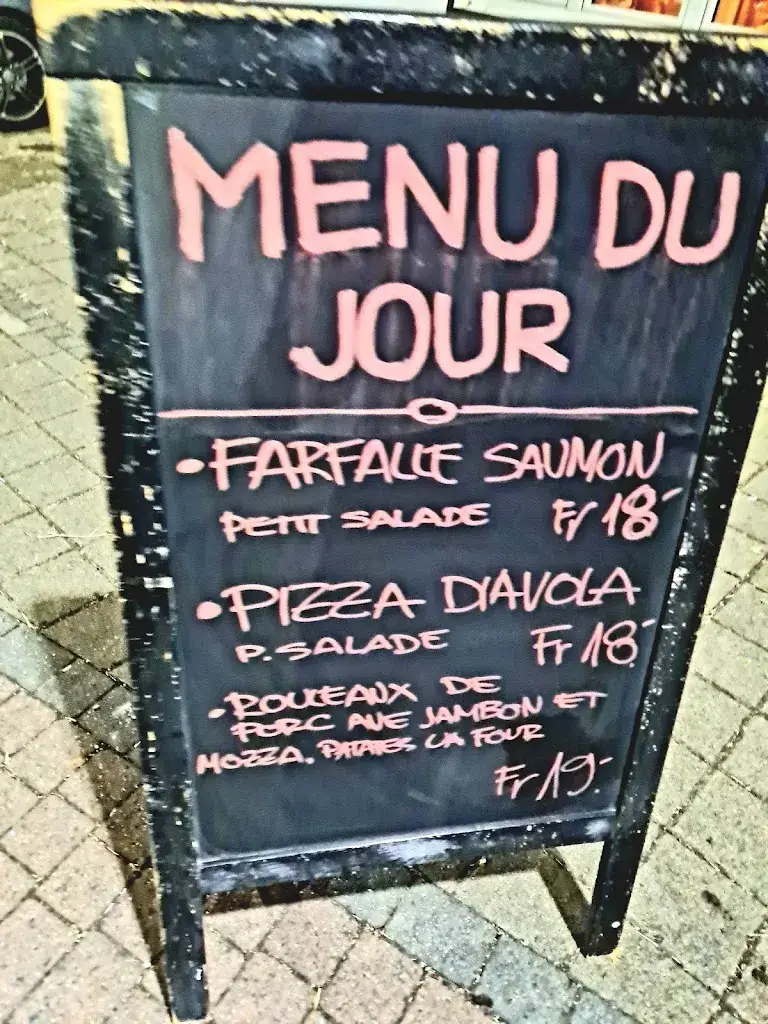 MENU DU
JOUR
• FARFALLE SAUMON
PETIT SALADE Fr 18.-
• PIZZA DIAVOLA
P. SALADE Fr 18.-
• ROULEAUX DE
PORC AVE JAMBON ET
MOZZA. PATATES LA FOUR
Fr 19.-